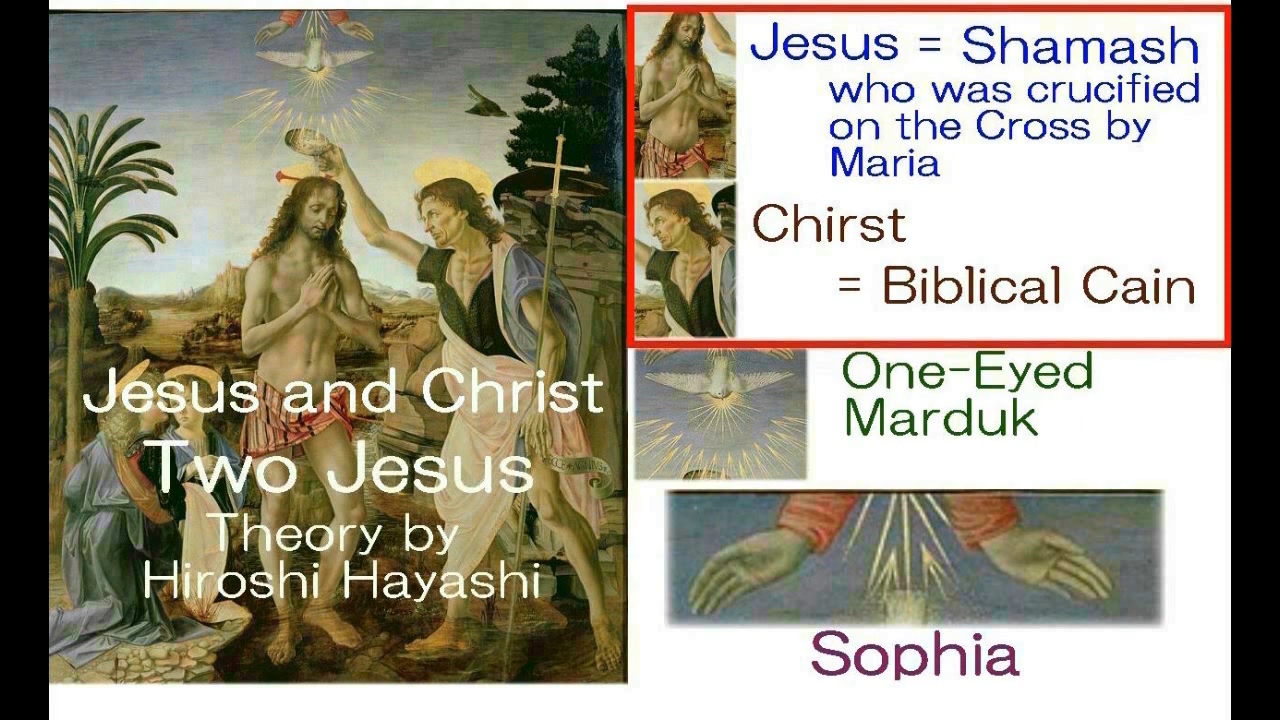 Jesus and Christ
Two Jesus
Theory by
Hiroshi Hayashi
Jesus = Shamash
who was crucified
on the Cross by
Maria
Chirst
= Biblical Cain
One-Eyed
Marduk
Sophia